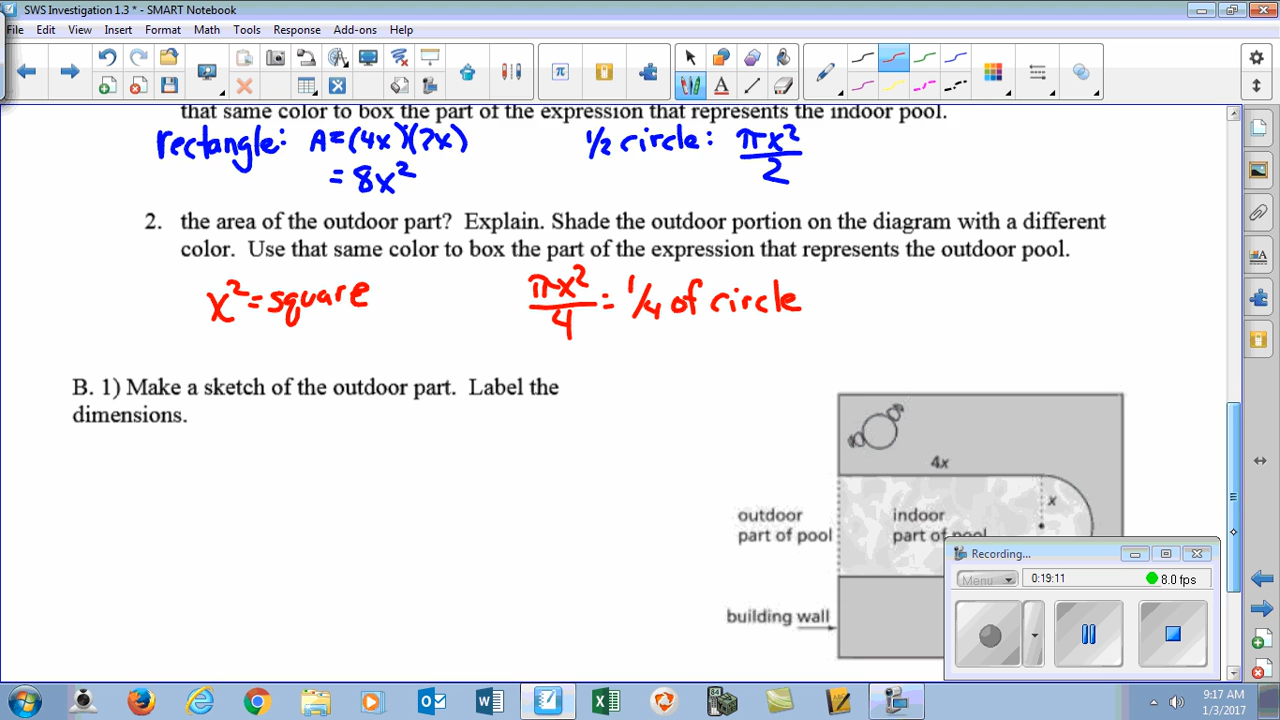 SWS Investigation 1.3 * - SMART Notebook
File Edit View Insert Format Math Tools Response Add-ons Help
that same color to box the part of the expression that represents the indoor pool.
rectangle: A=(4x)(2x) 1/2 circle: πx²/2
= 8x²
2. the area of the outdoor part? Explain. Shade the outdoor portion on the diagram with a different
color. Use that same color to box the part of the expression that represents the outdoor pool.
x² = square πx²/4 = 1/4 of circle
B. 1) Make a sketch of the outdoor part. Label the
dimensions.
4x
x
outdoor indoor
part of pool part of pool
building wall
Recording...
Menu 0:19:11 8.0 fps
9:17 AM
1/3/2017